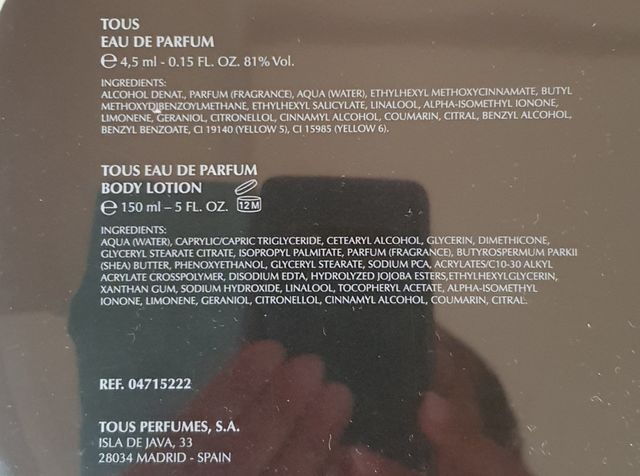 TOUS
EAU DE PARFUM
℮ 4,5 ml - 0.15 FL. OZ. 81% Vol.
INGREDIENTS:
ALCOHOL DENAT., PARFUM (FRAGRANCE), AQUA (WATER), ETHYLHEXYL METHOXYCINNAMATE, BUTYL
METHOXYDIBENZOYLMETHANE, ETHYLHEXYL SALICYLATE, LINALOOL, ALPHA-ISOMETHYL IONONE,
LIMONENE, GERANIOL, CITRONELLOL, CINNAMYL ALCOHOL, COUMARIN, CITRAL, BENZYL ALCOHOL,
BENZYL BENZOATE, CI 19140 (YELLOW 5), CI 15985 (YELLOW 6).
TOUS EAU DE PARFUM
BODY LOTION
℮ 150 ml – 5 FL. OZ. 12 M
INGREDIENTS:
AQUA (WATER), CAPRYLIC/CAPRIC TRIGLYCERIDE, CETEARYL ALCOHOL, GLYCERIN, DIMETHICONE,
GLYCERYL STEARATE CITRATE, ISOPROPYL PALMITATE, PARFUM (FRAGRANCE), BUTYROSPERMUM PARKII
(SHEA) BUTTER, PHENOXYETHANOL, GLYCERYL STEARATE, SODIUM PCA, ACRYLATES/C10-30 ALKYL
ACRYLATE CROSSPOLYMER, DISODIUM EDTA, HYDROLYZED JOJOBA ESTERS,ETHYLHEXYLGLYCERIN,
XANTHAN GUM, SODIUM HYDROXIDE, LINALOOL, TOCOPHERYL ACETATE, ALPHA-ISOMETHYL
IONONE, LIMONENE, GERANIOL, CITRONELLOL, CINNAMYL ALCOHOL, COUMARIN, CITRAL.
REF. 04715222
TOUS PERFUMES, S.A.
ISLA DE JAVA, 33
28034 MADRID - SPAIN